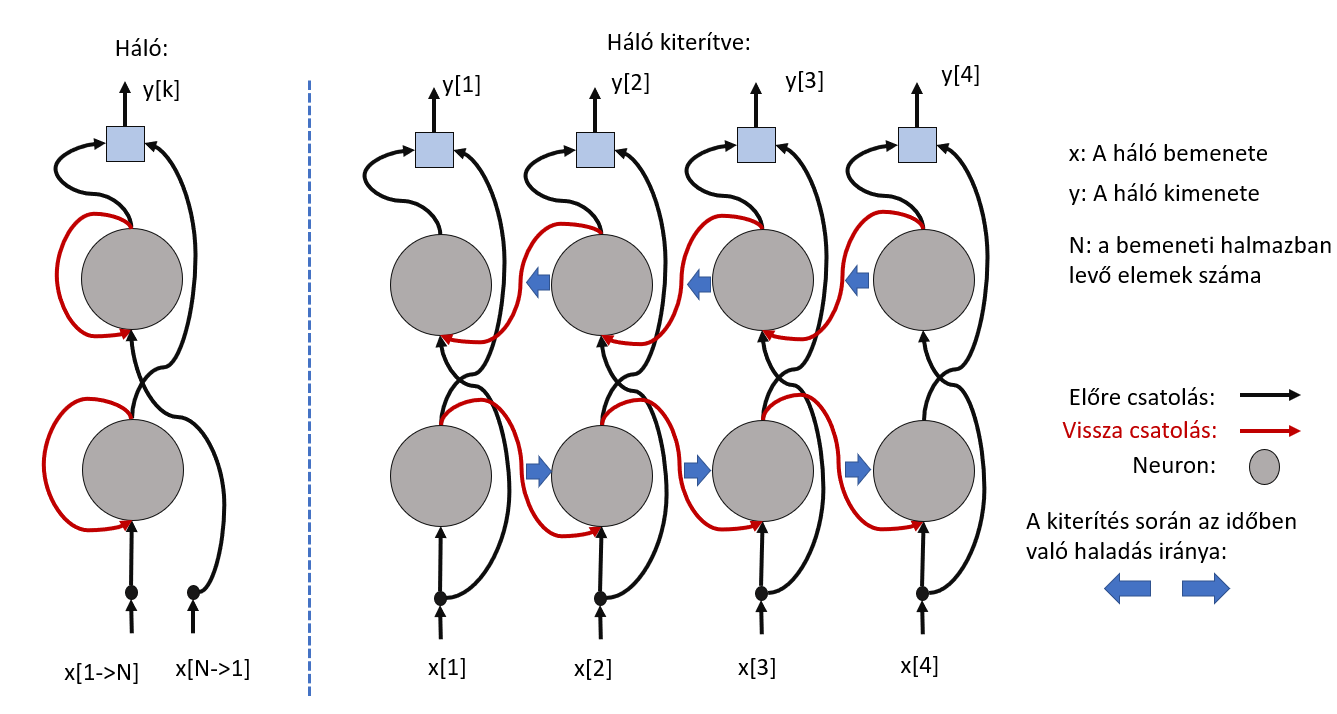 Háló:
y[k]
x[1->N]
x[N->1]
Háló kiterítve:
y[1]
y[2]
y[3]
y[4]
x[1]
x[2]
x[3]
x[4]
x: A háló bemenete
y: A háló kimenete
N: a bemeneti halmazban
levő elemek száma
Előre csatolás:
Vissza csatolás:
Neuron:
A kiterítés során az időben
való haladás iránya: